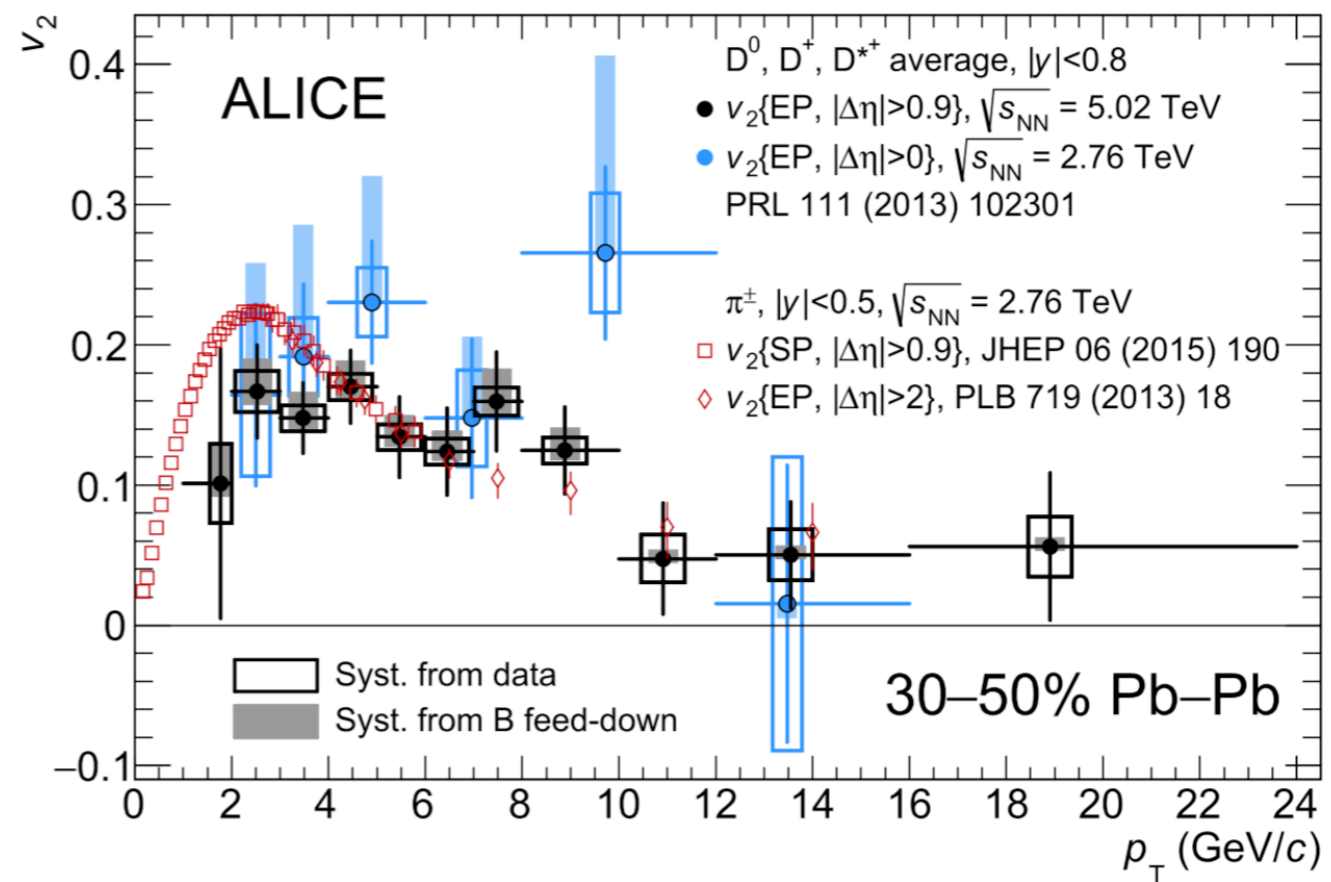 v₂
0.4
0.3
0.2
0.1
0
−0.1
ALICE
D⁰, D⁺, D*⁺ average, |y|<0.8
v₂{EP, |Δη|>0.9}, √s_NN = 5.02 TeV
v₂{EP, |Δη|>0}, √s_NN = 2.76 TeV
PRL 111 (2013) 102301
π±, |y|<0.5, √s_NN = 2.76 TeV
v₂{SP, |Δη|>0.9}, JHEP 06 (2015) 190
v₂{EP, |Δη|>2}, PLB 719 (2013) 18
Syst. from data
Syst. from B feed-down
30–50% Pb–Pb
0 2 4 6 8 10 12 14 16 18 20 22 24
p_T (GeV/c)